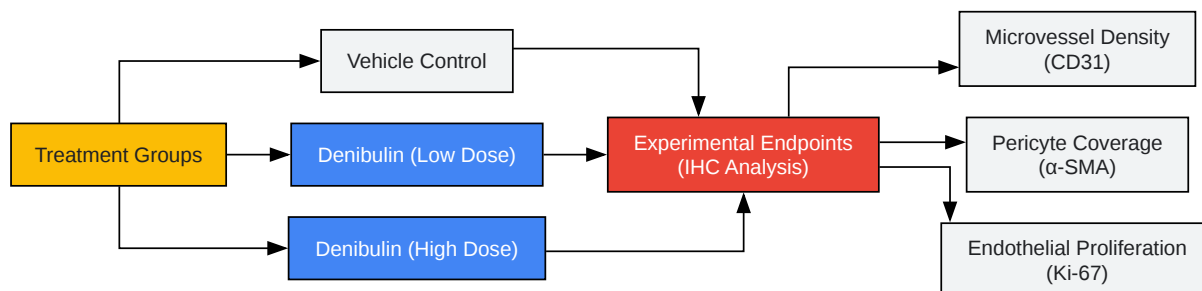 Treatment Groups
Vehicle Control
Denibulin (Low Dose)
Denibulin (High Dose)
Experimental Endpoints
(IHC Analysis)
Microvessel Density
(CD31)
Pericyte Coverage
(α-SMA)
Endothelial Proliferation
(Ki-67)